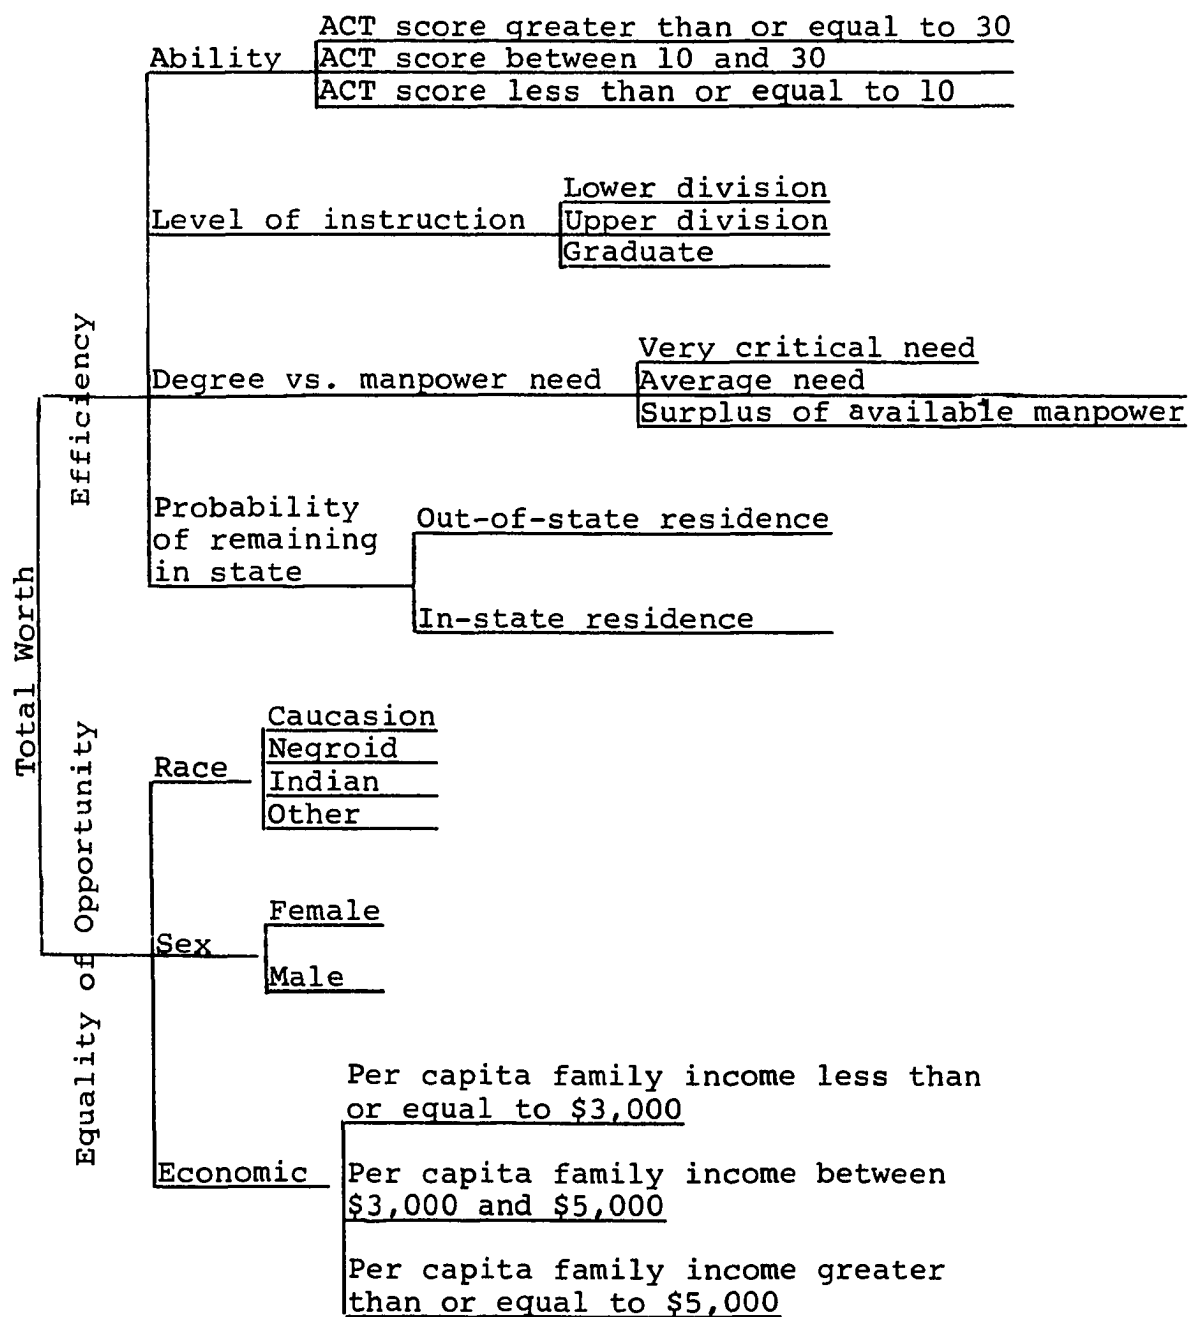 ACT score greater than or equal to 30
Ability
ACT score between 10 and 30
ACT score less than or equal to 10
Lower division
Level of instruction
Upper division
Graduate
Efficiency
Very critical need
Degree vs. manpower need
Average need
Surplus of available manpower
Probability
of remaining
in state
Out-of-state residence
In-state residence
Total Worth
Equality of Opportunity
Race
Caucasion
Negroid
Indian
Other
Sex
Female
Male
Economic
Per capita family income less than
or equal to $3,000
Per capita family income between
$3,000 and $5,000
Per capita family income greater
than or equal to $5,000